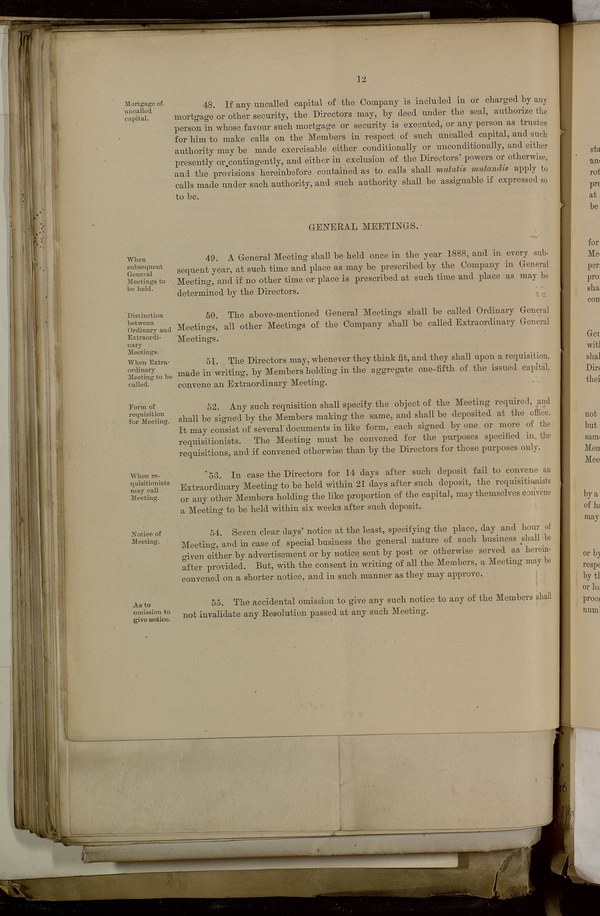 12
Mortgage of
uncalled
capital.
48. If any uncalled capital of the Company is included in or charged by any
mortgage or other security, the Directors may, by deed under the seal, authorize the
person in whose favour such mortgage or security is executed, or any person as trustee
for him to make calls on the Members in respect of such uncalled capital, and such
authority may be made exercisable either conditionally or unconditionally, and either
presently or contingently, and either in exclusion of the Directors' powers or otherwise,
and the provisions hereinbefore contained as to calls shall mutatis mutandis apply to
calls made under such authority, and such authority shall be assignable if expressed so
to be.
GENERAL MEETINGS.
When
subsequent
General
Meetings to
be held.
49. A General Meeting shall be held once in the year 1888, and in every sub-
sequent year, at such time and place as may be prescribed by the Company in General
Meeting, and if no other time or place is prescribed at such time and place as may be
determined by the Directors.
Distinction
between
Ordinary and
Extraordi-
nary
Meetings.
50. The above-mentioned General Meetings shall be called Ordinary General
Meetings, all other Meetings of the Company shall be called Extraordinary General
Meetings.
When Extra-
ordinary
Meeting to be
called.
51. The Directors may, whenever they think fit, and they shall upon a requisition,
made in writing, by Members holding in the aggregate one-fifth of the issued capital,
convene an Extraordinary Meeting.
Form of
requisition
for Meeting.
52. Any such requisition shall specify the object of the Meeting required, and
shall be signed by the Members making the same, and shall be deposited at the office.
It may consist of several documents in like form, each signed by one or more of the
requisitionists. The Meeting must be convened for the purposes specified in the
requisitions, and if convened otherwise than by the Directors for those purposes only.
When re-
quisitionists
may call
Meeting.
53. In case the Directors for 14 days after such deposit fail to convene an
Extraordinary Meeting to be held within 21 days after such deposit, the requisitionists
or any other Members holding the like proportion of the capital, may themselves convene
a Meeting to be held within six weeks after such deposit.
Notice of
Meeting.
54. Seven clear days' notice at the least, specifying the place, day and hour of
Meeting, and in case of special business the general nature of such business shall be
given either by advertisement or by notice sent by post or otherwise served as herein-
after provided. But, with the consent in writing of all the Members, a Meeting may be
convened on a shorter notice, and in such manner as they may approve.
As to
omission to
give notice.
55. The accidental omission to give any such notice to any of the Members shall
not invalidate any Resolution passed at any such Meeting.